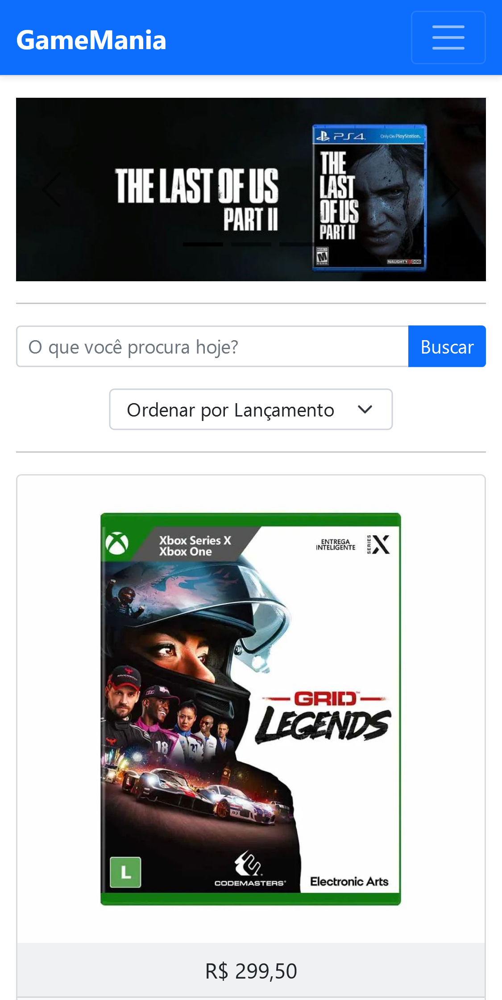 GameMania
THE LAST OF US
PART II
PS4
Only On PlayStation.
THE
LAST
OF US
PART II
M
NAUGHTY DOG
O que você procura hoje?
Buscar
Ordenar por Lançamento
Xbox Series X
Xbox One
ENTREGA
INTELIGENTE
SERIES X
GRID
LEGENDS
18
21
L
CODEMASTERS
Electronic Arts
R$ 299,50